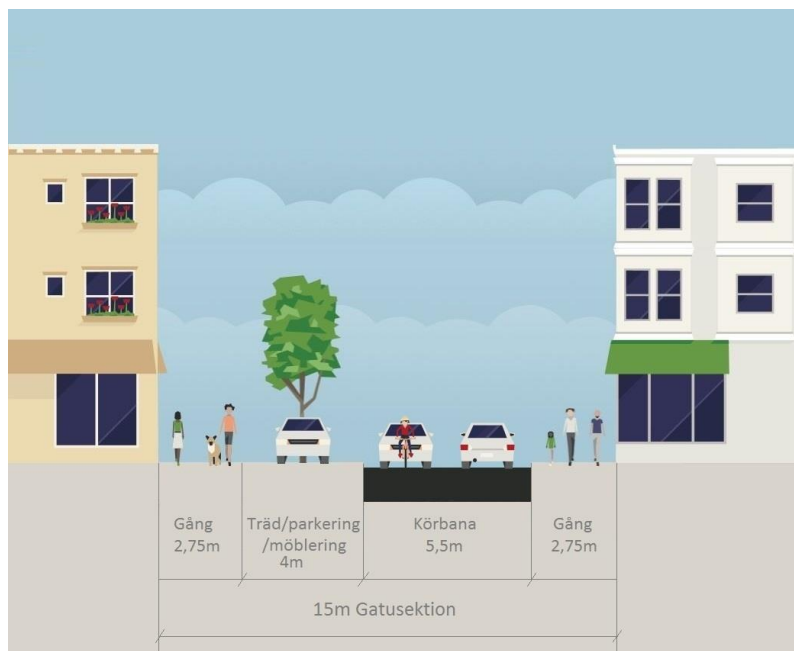 Gång
2,75m
Träd/parkering
/möblering
4m
Körbana
5,5m
Gång
2,75m
15m Gatusektion